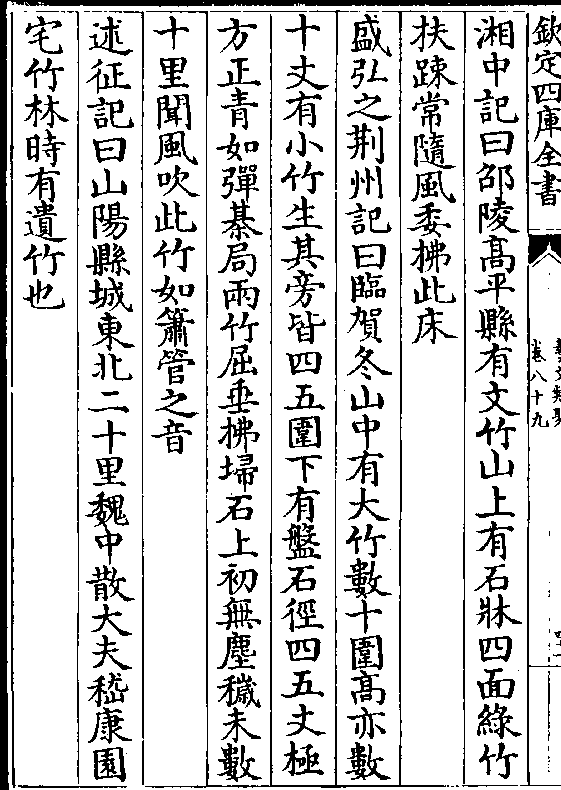 欽定四庫全書
藝文類聚
卷八十九
湘中記曰邵陵髙平縣有文竹山上有石牀四面綠竹
扶踈常隨風委拂此床
盛弘之荆州記曰臨賀冬山中有大竹數十圍髙亦數
十丈有小竹生其旁皆四五圍下有盤石徑四五丈極
方正青如彈棊局兩竹屈垂拂埽石上初無塵穢未數
十里聞風吹此竹如簫管之音
述征記曰山陽縣城東北二十里魏中散大夫嵇康園
宅竹林時有遺竹也